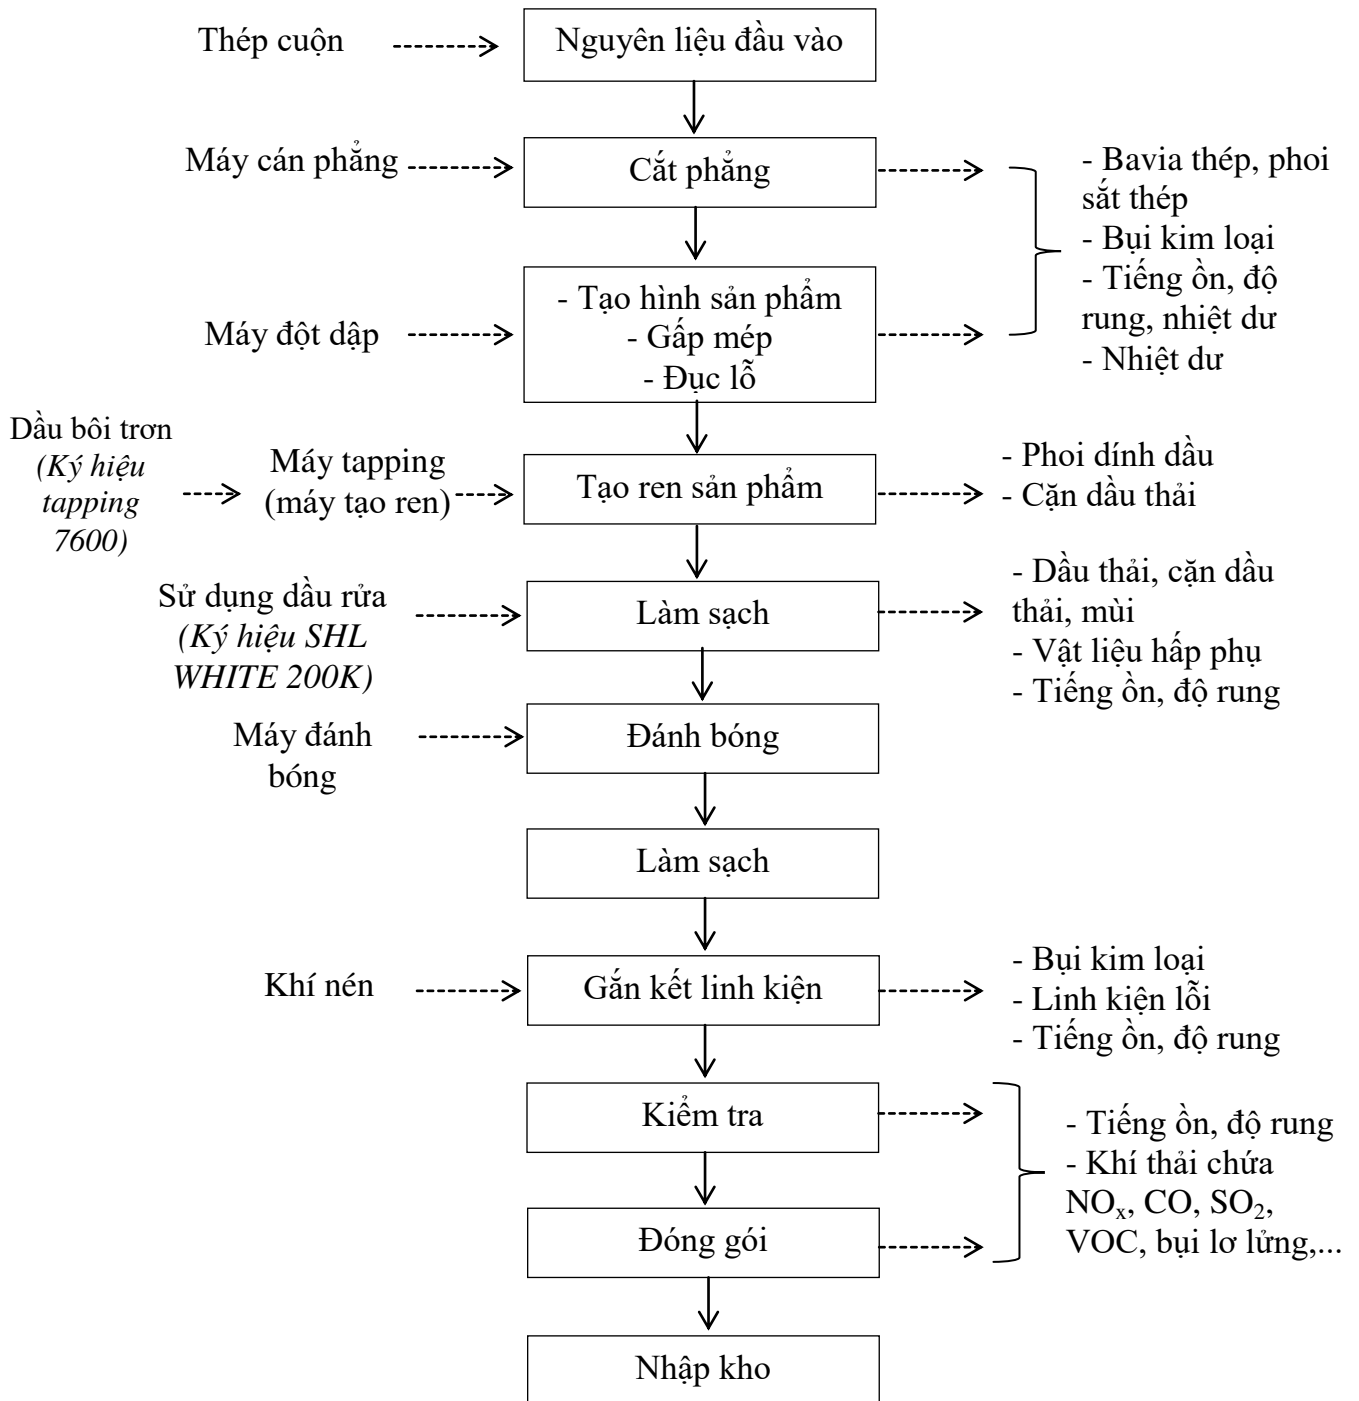 Thép cuộn
Nguyên liệu đầu vào
Máy cán phẳng
Cắt phẳng
- Bavia thép, phoi
sắt thép
- Bụi kim loại
- Tiếng ồn, độ
rung, nhiệt dư
- Nhiệt dư
Máy đột dập
- Tạo hình sản phẩm
- Gấp mép
- Đục lỗ
Dầu bôi trơn
(Ký hiệu
tapping
7600)
Máy tapping
(máy tạo ren)
Tạo ren sản phẩm
- Phoi dính dầu
- Cặn dầu thải
Sử dụng dầu rửa
(Ký hiệu SHL
WHITE 200K)
Làm sạch
- Dầu thải, cặn dầu
thải, mùi
- Vật liệu hấp phụ
- Tiếng ồn, độ rung
Máy đánh
bóng
Đánh bóng
Làm sạch
Khí nén
Gắn kết linh kiện
- Bụi kim loại
- Linh kiện lỗi
- Tiếng ồn, độ rung
Kiểm tra
- Tiếng ồn, độ rung
- Khí thải chứa
NOₓ, CO, SO₂,
VOC, bụi lơ lửng,...
Đóng gói
Nhập kho